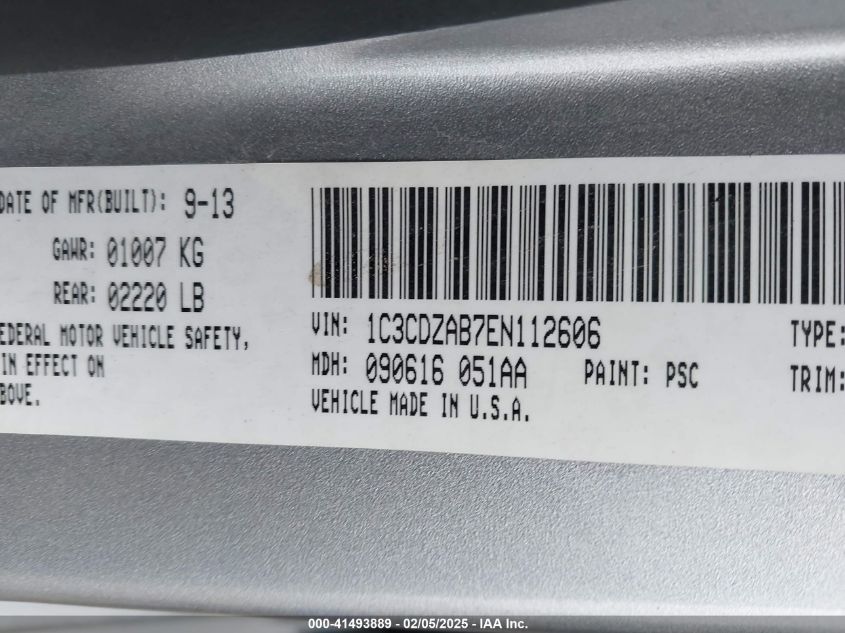 DATE OF MFR(BUILT): 9-13
GAWR: 01007 KG
REAR: 02220 LB
EDERAL MOTOR VEHICLE SAFETY,
IN EFFECT ON
BOVE.
VIN: 1C3CDZAB7EN112606
MDH: 090616 051AA
PAINT: PSC
VEHICLE MADE IN U.S.A.
TYPE:
TRIM:
000-41493889 - 02/05/2025 - IAA Inc.